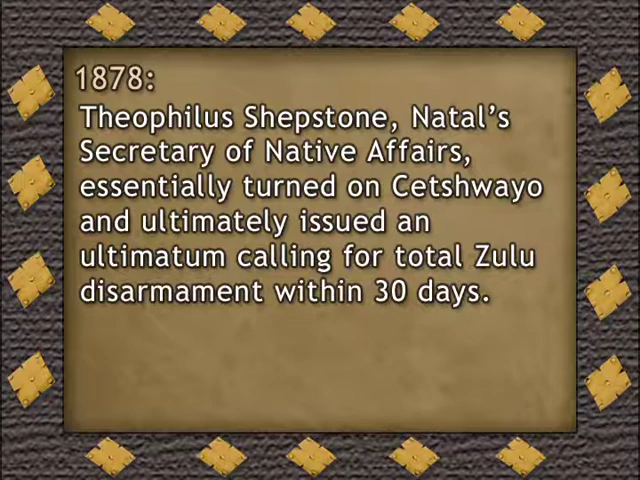 1878:
Theophilus Shepstone, Natal’s
Secretary of Native Affairs,
essentially turned on Cetshwayo
and ultimately issued an
ultimatum calling for total Zulu
disarmament within 30 days.